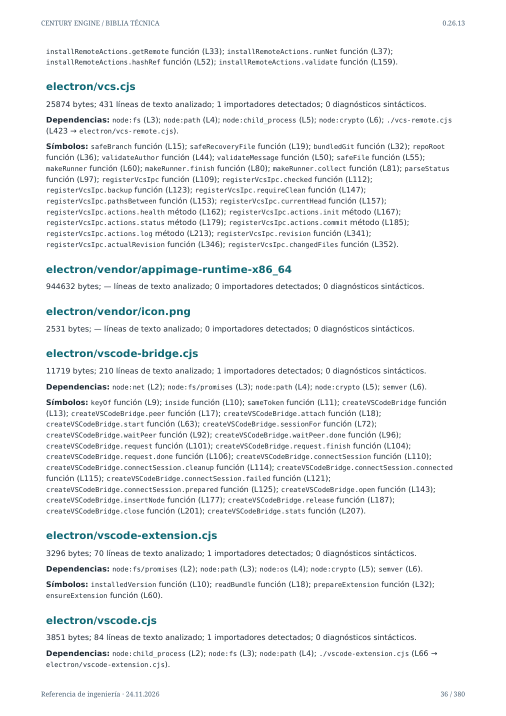 CENTURY ENGINE / BIBLIA TÉCNICA
0.26.13
installRemoteActions.getRemote función (L33); installRemoteActions.runNet función (L37);
installRemoteActions.hashRef función (L52); installRemoteActions.validate función (L159).
electron/vcs.cjs
25874 bytes; 431 líneas de texto analizado; 1 importadores detectados; 0 diagnósticos sintácticos.
Dependencias: node:fs (L3); node:path (L4); node:child_process (L5); node:crypto (L6); ./vcs-remote.cjs
(L423 → electron/vcs-remote.cjs).
Símbolos: safeBranch función (L15); safeRecoveryFile función (L19); bundledGit función (L32); repoRoot
función (L36); validateAuthor función (L44); validateMessage función (L50); safeFile función (L55);
makeRunner función (L60); makeRunner.finish función (L80); makeRunner.collect función (L81); parseStatus
función (L97); registerVcsIpc función (L109); registerVcsIpc.checked función (L112);
registerVcsIpc.backup función (L123); registerVcsIpc.requireClean función (L147);
registerVcsIpc.pathsBetween función (L153); registerVcsIpc.currentHead función (L157);
registerVcsIpc.actions.health método (L162); registerVcsIpc.actions.init método (L167);
registerVcsIpc.actions.status método (L179); registerVcsIpc.actions.commit método (L185);
registerVcsIpc.actions.log método (L213); registerVcsIpc.revision función (L341);
registerVcsIpc.actualRevision función (L346); registerVcsIpc.changedFiles función (L352).
electron/vendor/appimage-runtime-x86_64
944632 bytes; — líneas de texto analizado; 0 importadores detectados; 0 diagnósticos sintácticos.
electron/vendor/icon.png
2531 bytes; — líneas de texto analizado; 0 importadores detectados; 0 diagnósticos sintácticos.
electron/vscode-bridge.cjs
11719 bytes; 210 líneas de texto analizado; 1 importadores detectados; 0 diagnósticos sintácticos.
Dependencias: node:net (L2); node:fs/promises (L3); node:path (L4); node:crypto (L5); semver (L6).
Símbolos: keyOf función (L9); inside función (L10); sameToken función (L11); createVSCodeBridge función
(L13); createVSCodeBridge.peer función (L17); createVSCodeBridge.attach función (L18);
createVSCodeBridge.start función (L63); createVSCodeBridge.sessionFor función (L72);
createVSCodeBridge.waitPeer función (L92); createVSCodeBridge.waitPeer.done función (L96);
createVSCodeBridge.request función (L101); createVSCodeBridge.request.finish función (L104);
createVSCodeBridge.request.done función (L106); createVSCodeBridge.connectSession función (L110);
createVSCodeBridge.connectSession.cleanup función (L114); createVSCodeBridge.connectSession.connected
función (L115); createVSCodeBridge.connectSession.failed función (L121);
createVSCodeBridge.connectSession.prepared función (L125); createVSCodeBridge.open función (L143);
createVSCodeBridge.insertNode función (L177); createVSCodeBridge.release función (L187);
createVSCodeBridge.close función (L201); createVSCodeBridge.stats función (L207).
electron/vscode-extension.cjs
3296 bytes; 70 líneas de texto analizado; 1 importadores detectados; 0 diagnósticos sintácticos.
Dependencias: node:fs/promises (L2); node:path (L3); node:os (L4); node:crypto (L5); semver (L6).
Símbolos: installedVersion función (L10); readBundle función (L18); prepareExtension función (L32);
ensureExtension función (L60).
electron/vscode.cjs
3851 bytes; 84 líneas de texto analizado; 1 importadores detectados; 0 diagnósticos sintácticos.
Dependencias: node:child_process (L2); node:fs (L3); node:path (L4); ./vscode-extension.cjs (L66 →
electron/vscode-extension.cjs).
Referencia de ingeniería · 24.11.2026
36 / 380